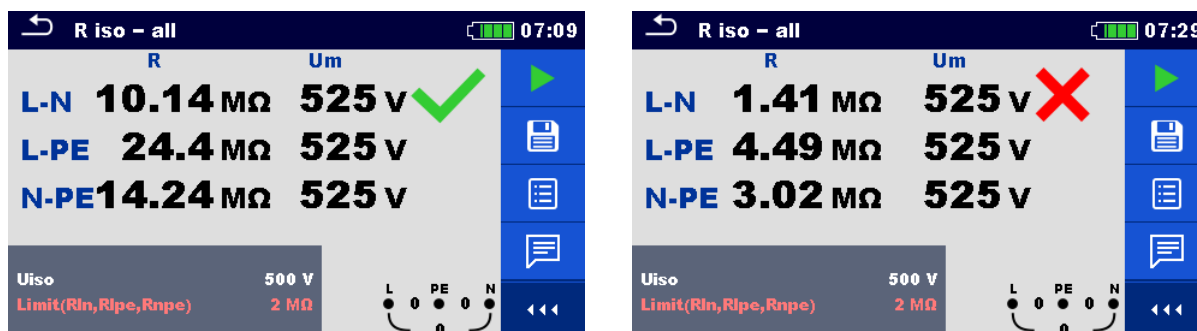 R iso – all 07:09
R Um
L-N 10.14 MΩ 525 V
L-PE 24.4 MΩ 525 V
N-PE 14.24 MΩ 525 V
Uiso 500 V
Limit(Rln,Rlpe,Rnpe) 2 MΩ
L PE N
0 0
0
R iso – all 07:29
R Um
L-N 1.41 MΩ 525 V
L-PE 4.49 MΩ 525 V
N-PE 3.02 MΩ 525 V
Uiso 500 V
Limit(Rln,Rlpe,Rnpe) 2 MΩ
L PE N
0 0
0